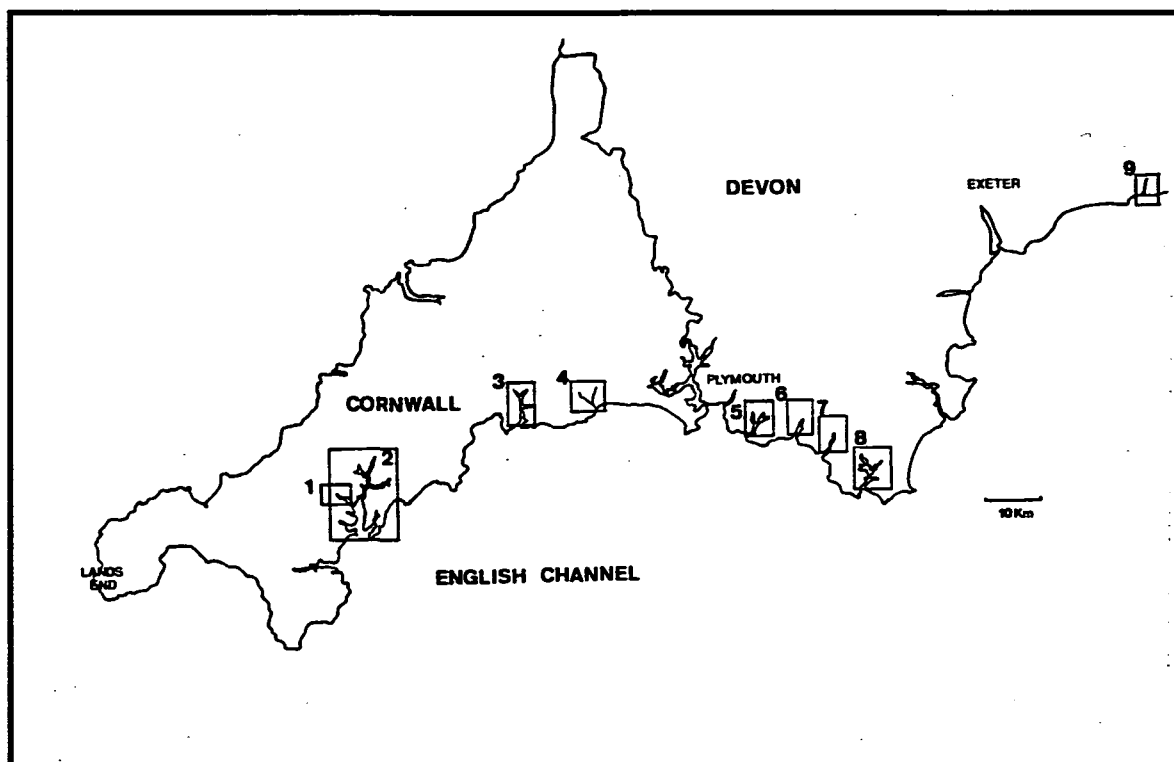 DEVON
EXETER
9
PLYMOUTH
CORNWALL
3
4
5
6
7
8
2
1
10Km
LANDS
END
ENGLISH CHANNEL